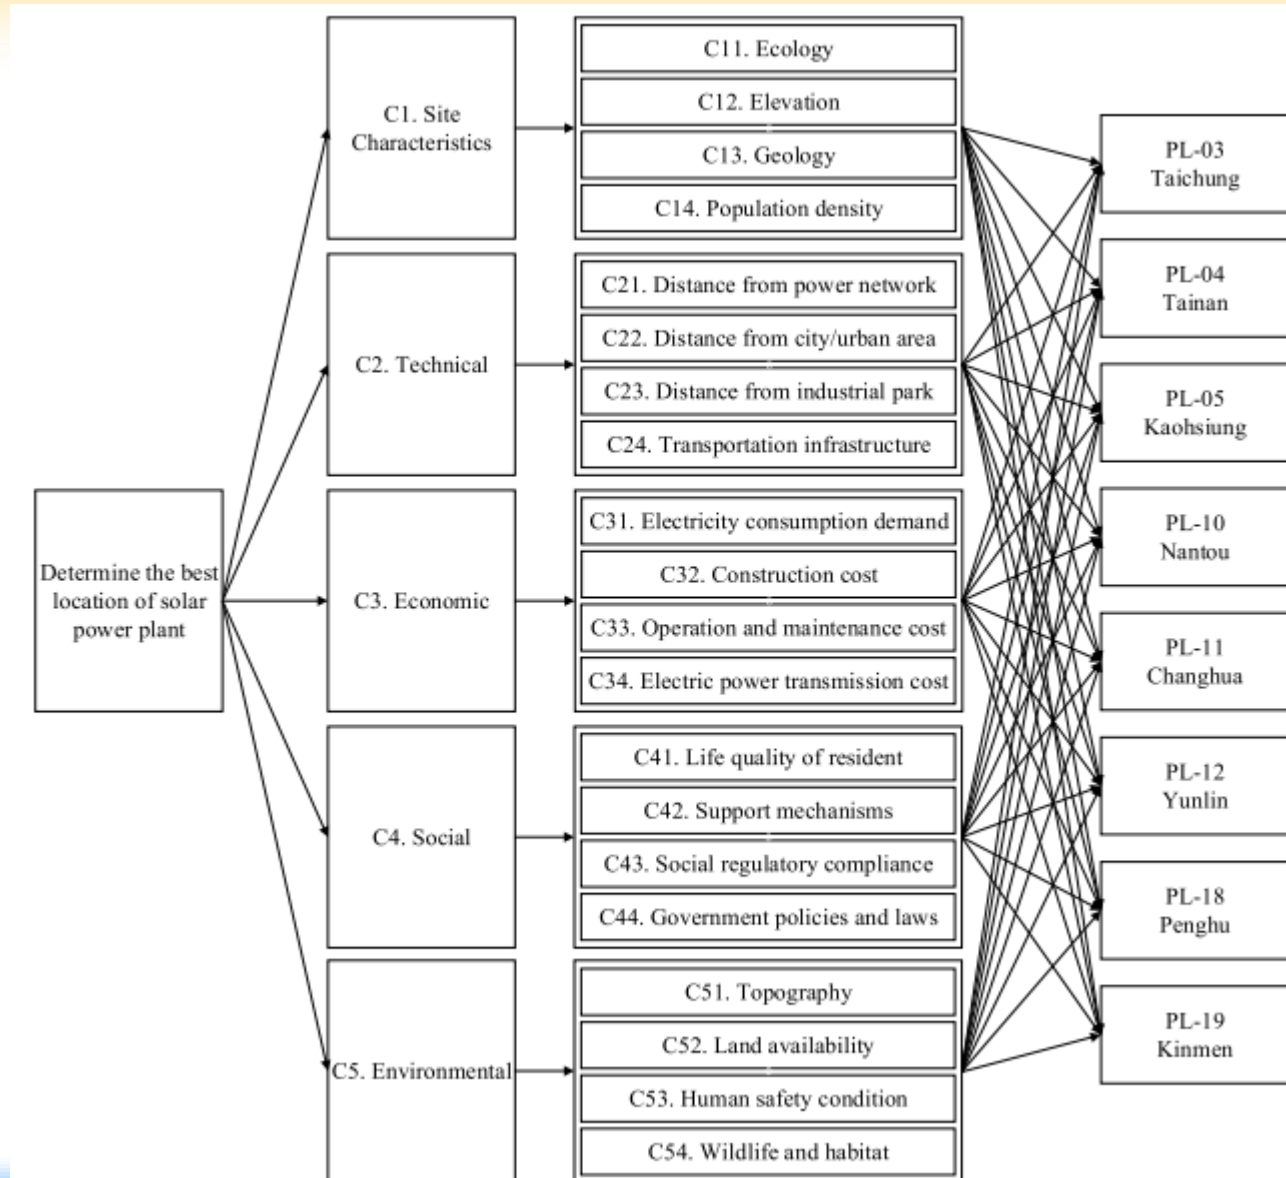 Determine the best
location of solar
power plant
C1. Site
Characteristics
C2. Technical
C3. Economic
C4. Social
C5. Environmental
C11. Ecology
C12. Elevation
C13. Geology
C14. Population density
C21. Distance from power network
C22. Distance from city/urban area
C23. Distance from industrial park
C24. Transportation infrastructure
C31. Electricity consumption demand
C32. Construction cost
C33. Operation and maintenance cost
C34. Electric power transmission cost
C41. Life quality of resident
C42. Support mechanisms
C43. Social regulatory compliance
C44. Government policies and laws
C51. Topography
C52. Land availability
C53. Human safety condition
C54. Wildlife and habitat
PL-03
Taichung
PL-04
Tainan
PL-05
Kaohsiung
PL-10
Nantou
PL-11
Changhua
PL-12
Yunlin
PL-18
Penghu
PL-19
Kinmen